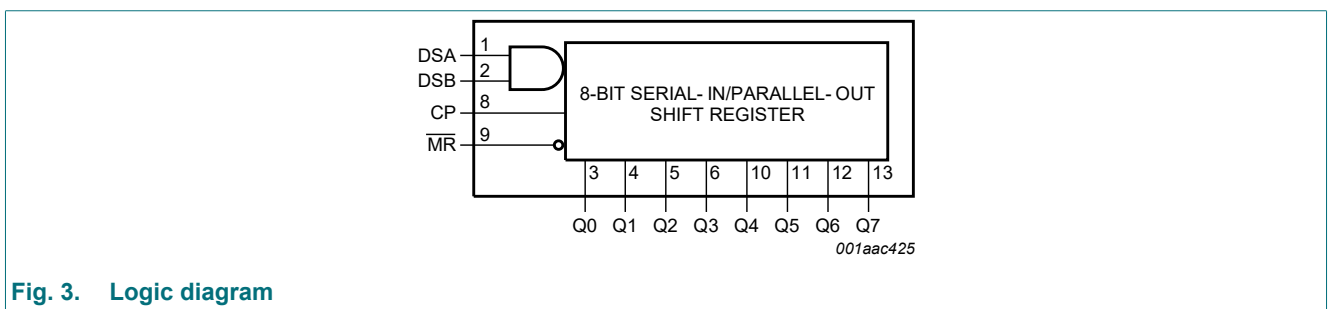 DSA 1
DSB 2
CP 8
MR 9
8-BIT SERIAL- IN/PARALLEL- OUT
SHIFT REGISTER
3 4 5 6 10 11 12 13
Q0 Q1 Q2 Q3 Q4 Q5 Q6 Q7
001aac425
Fig. 3. Logic diagram